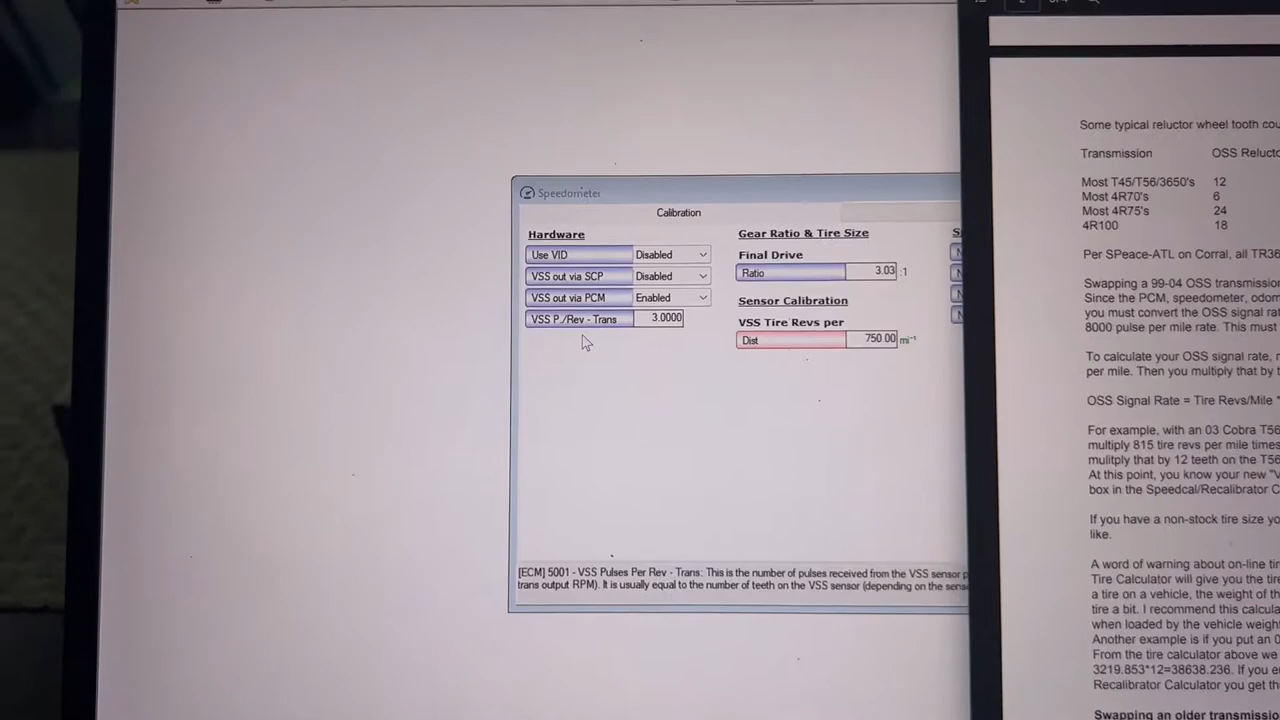 Speedometer
Calibration
Hardware
Use VID Disabled
VSS out via SCP Disabled
VSS out via PCM Enabled
VSS P./Rev - Trans 3.0000
Gear Ratio & Tire Size
Final Drive
Ratio 3.03 :1
Sensor Calibration
VSS Tire Revs per
Dist 750.00 mi⁻¹
[ECM] 5001 - VSS Pulses Per Rev - Trans: This is the number of pulses received from the VSS sensor p
trans output RPM). It is usually equal to the number of teeth on the VSS sensor (depending on the sens
Some typical reluctor wheel tooth cou
Transmission OSS Relucto
Most T45/T56/3650's 12
Most 4R70's 6
Most 4R75's 24
4R100 18
Per SPeace-ATL on Corral, all TR36
Swapping a 99-04 OSS transmission
Since the PCM, speedometer, odom
you must convert the OSS signal ra
8000 pulse per mile rate. This must
To calculate your OSS signal rate,
per mile. Then you multiply that by t
OSS Signal Rate = Tire Revs/Mile *
For example, with an 03 Cobra T56
multiply 815 tire revs per mile times
mulitply that by 12 teeth on the T56
At this point, you know your new "V
box in the Speedcal/Recalibrator C
If you have a non-stock tire size yo
like.
A word of warning about on-line tir
Tire Calculator will give you the tire
a tire on a vehicle, the weight of th
tire a bit. I recommend this calcula
when loaded by the vehicle weigh
Another example is if you put an 0
From the tire calculator above we
3219.853*12=38638.236. If you e
Recalibrator Calculator you get th
Swapping an older transmissio